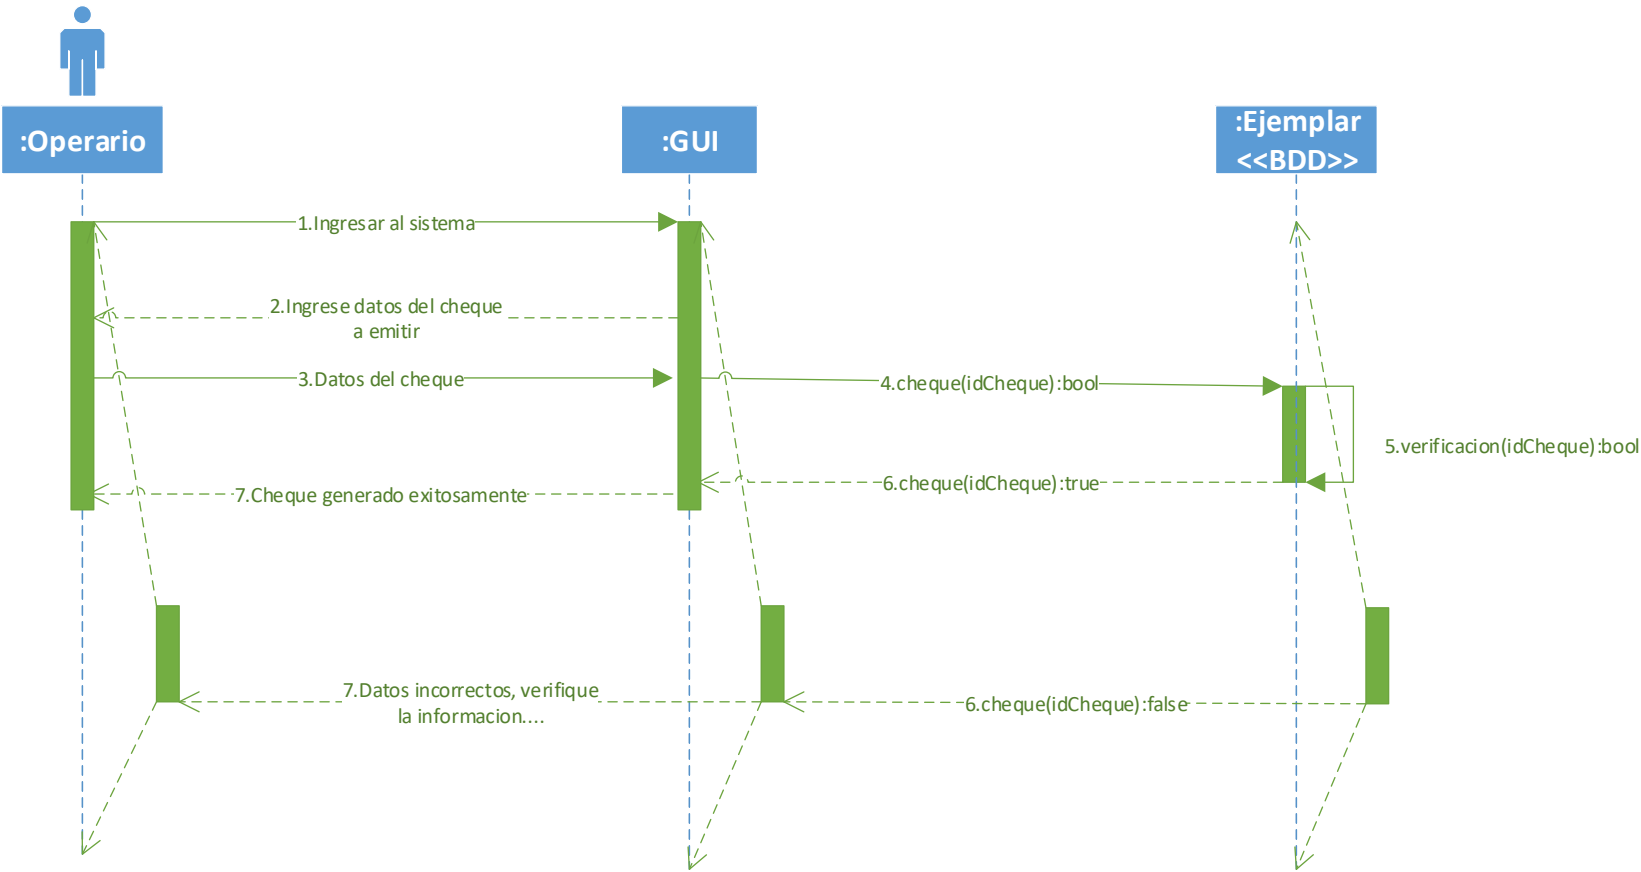 :Operario
:GUI
:Ejemplar
<<BDD>>
1.Ingresar al sistema
2.Ingrese datos del cheque
a emitir
3.Datos del cheque
4.cheque(idCheque):bool
5.verificacion(idCheque):bool
6.cheque(idCheque):true
7.Cheque generado exitosamente
7.Datos incorrectos, verifique
la informacion....
6.cheque(idCheque):false